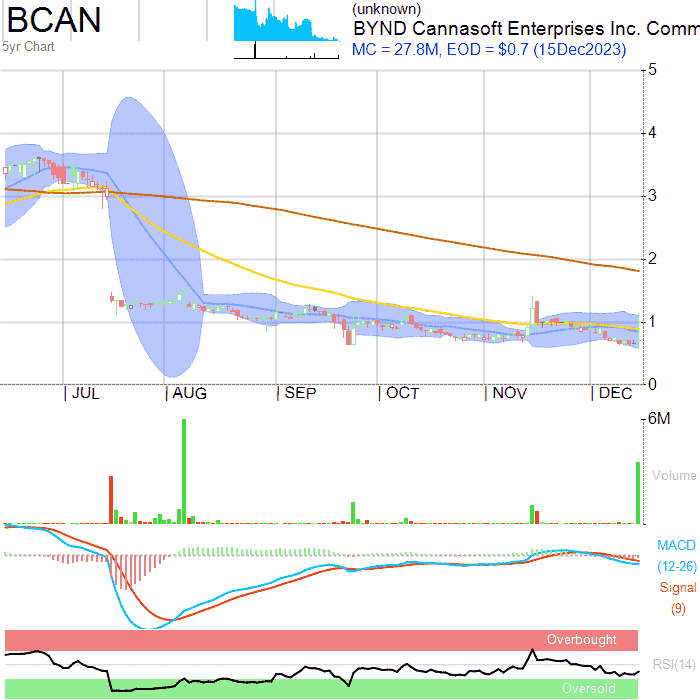 BCAN
5yr Chart
(unknown)
BYND Cannasoft Enterprises Inc. Comm
MC = 27.8M, EOD = $0.7 (15Dec2023)
5
4
3
2
1
0
JUL
AUG
SEP
OCT
NOV
DEC
6M
Volume
MACD
(12-26)
Signal
(9)
Overbought
RSI(14)
Oversold